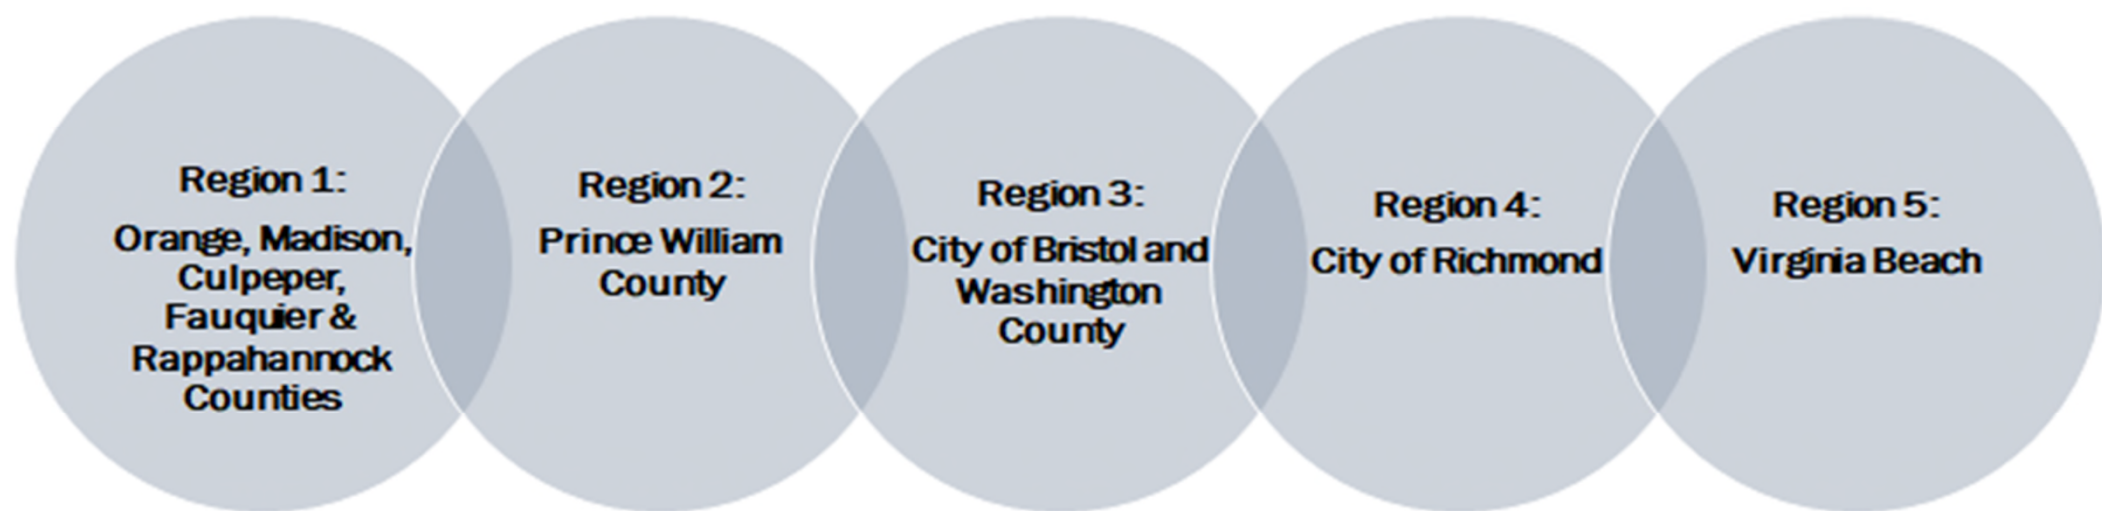 Region 1:
Orange, Madison,
Culpeper,
Fauquier &
Rappahannock
Counties
Region 2:
Prince William
County
Region 3:
City of Bristol and
Washington
County
Region 4:
City of Richmond
Region 5:
Virginia Beach